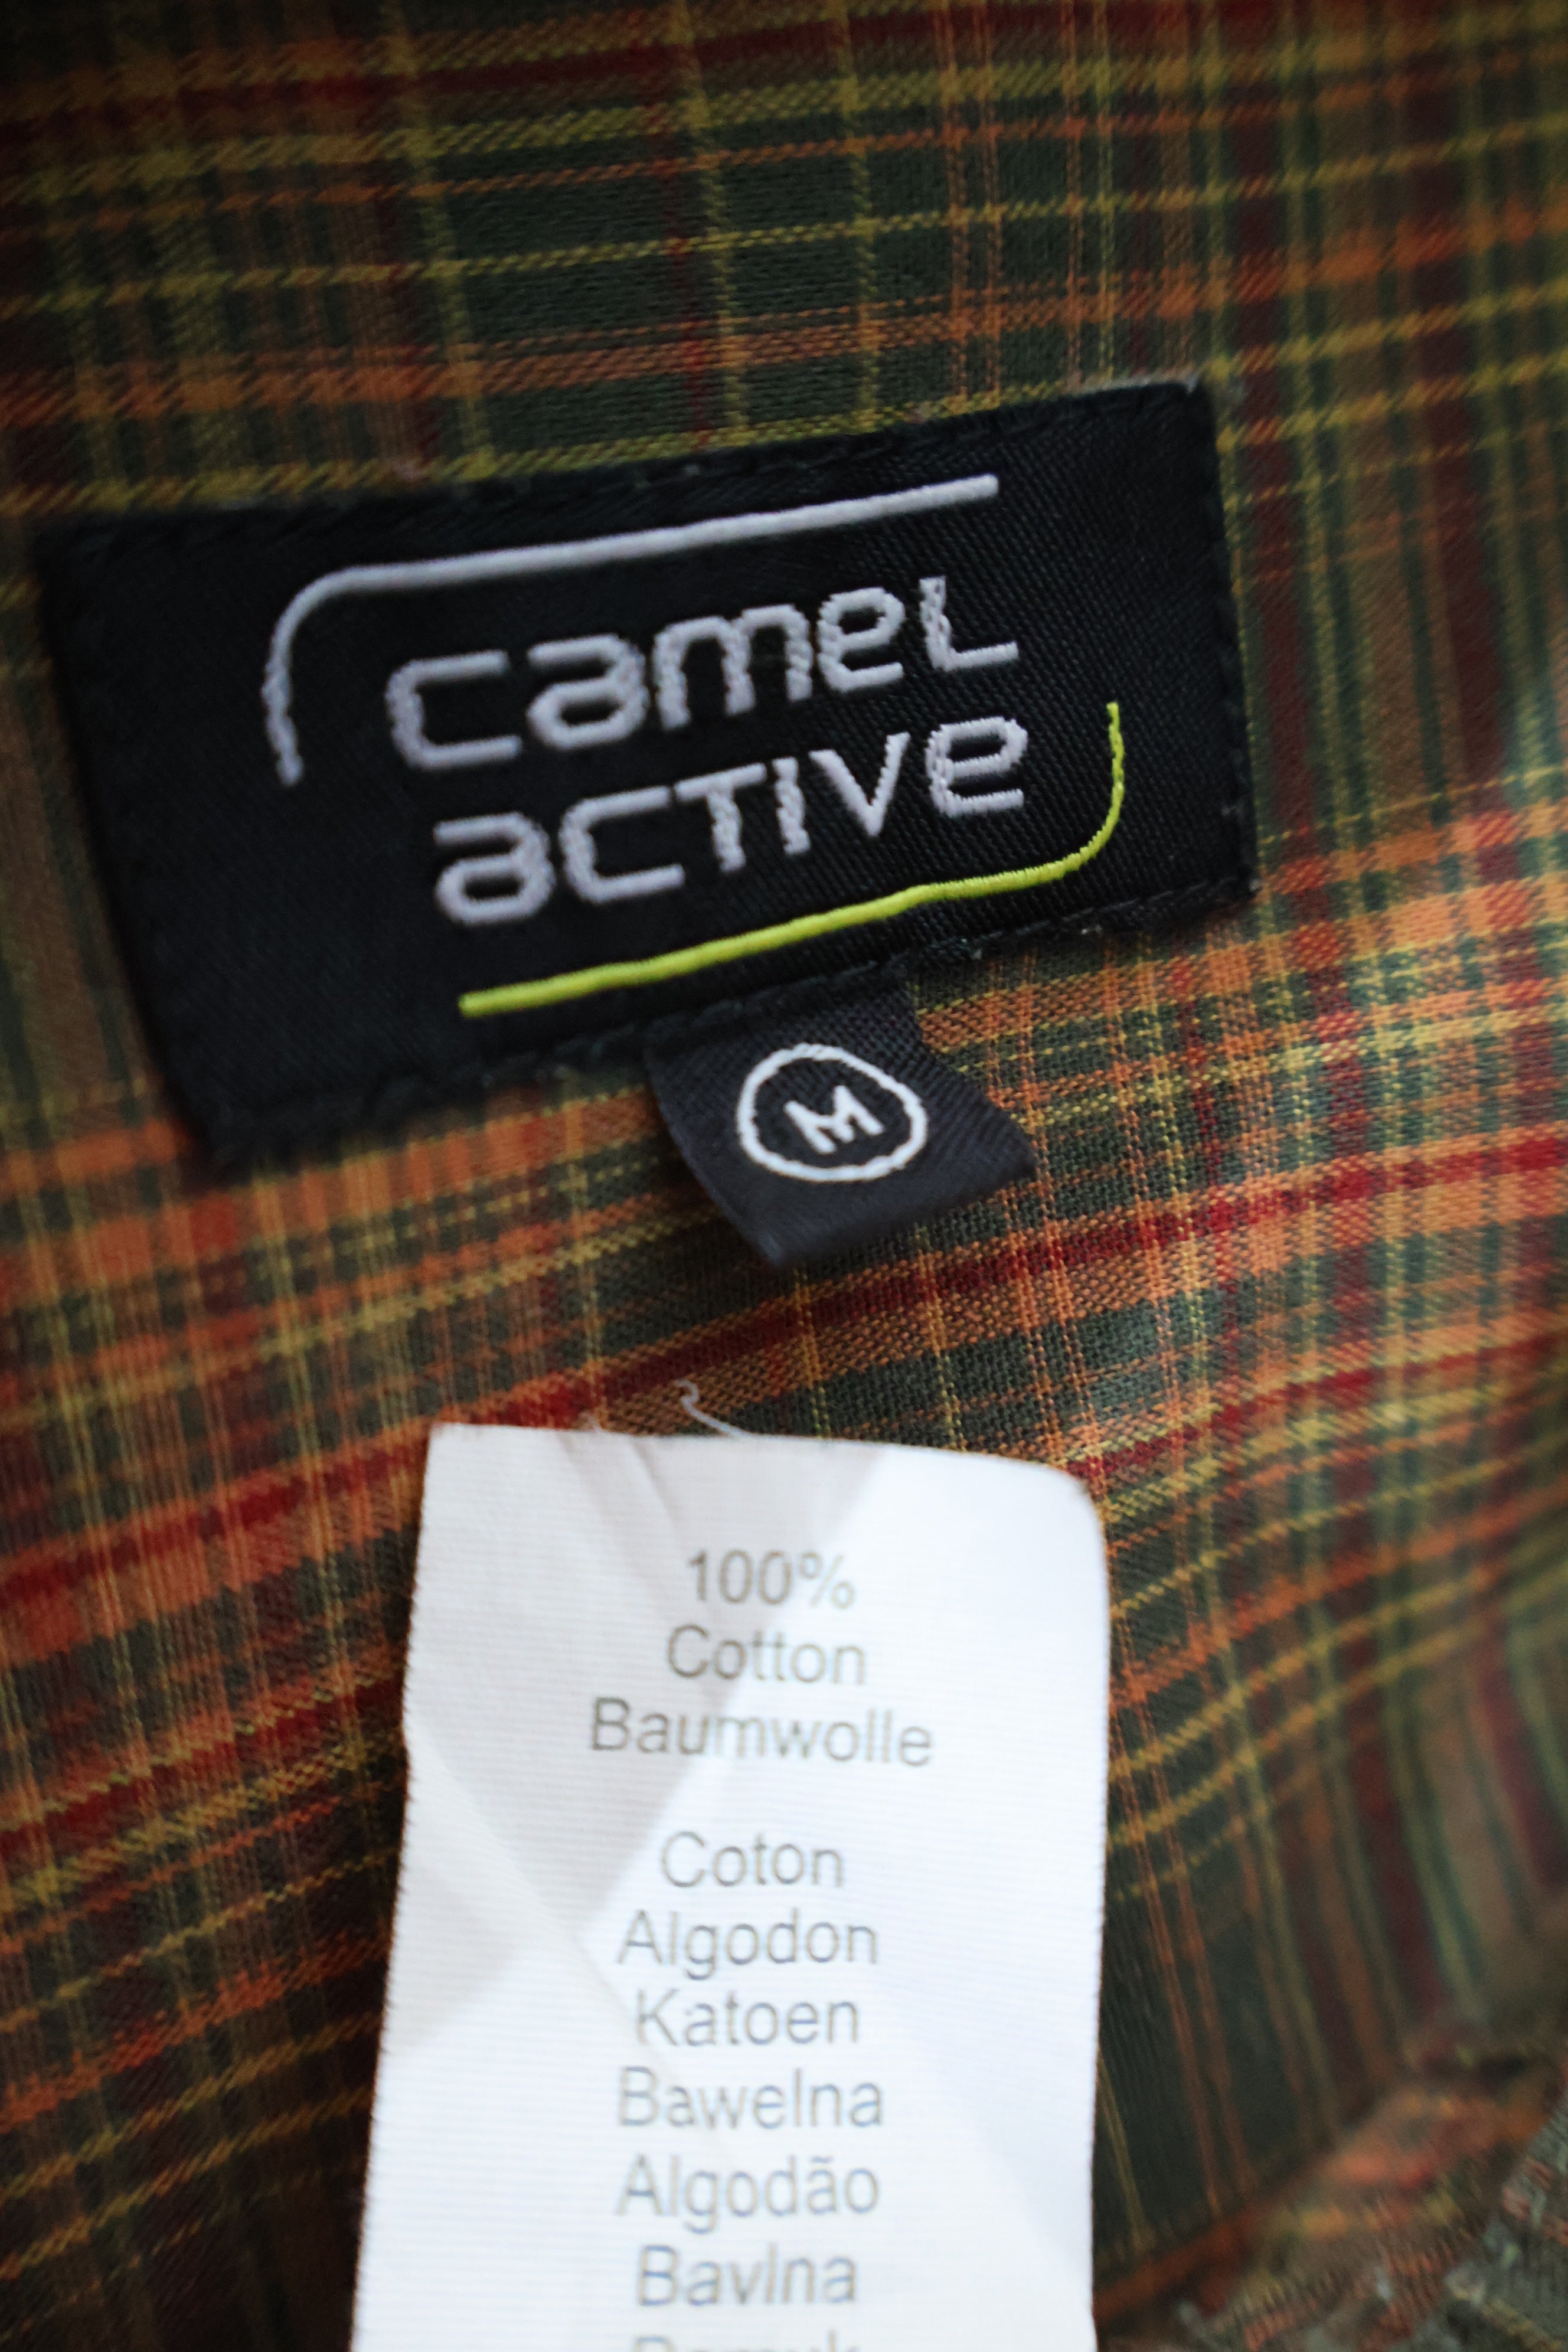 camel
active
M
100%
Cotton
Baumwolle
Coton
Algodon
Katoen
Bawelna
Algodão
Bavlna